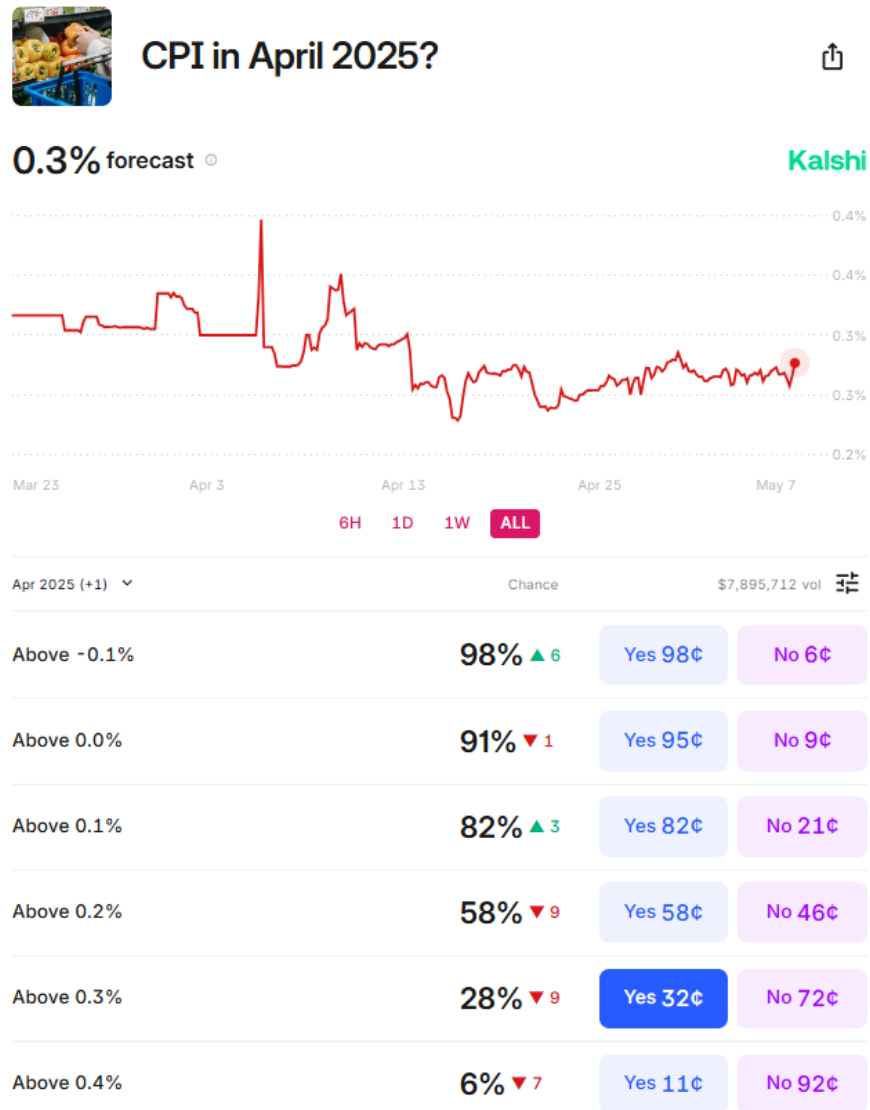 CPI in April 2025?
0.3% forecast
Kalshi
0.4%
0.4%
0.3%
0.3%
0.2%
Mar 23 Apr 3 Apr 13 Apr 25 May 7
6H 1D 1W ALL
Apr 2025 (+1) Chance $7,895,712 vol
Above -0.1% 98% ▲ 6 Yes 98¢ No 6¢
Above 0.0% 91% ▼ 1 Yes 95¢ No 9¢
Above 0.1% 82% ▲ 3 Yes 82¢ No 21¢
Above 0.2% 58% ▼ 9 Yes 58¢ No 46¢
Above 0.3% 28% ▼ 9 Yes 32¢ No 72¢
Above 0.4% 6% ▼ 7 Yes 11¢ No 92¢